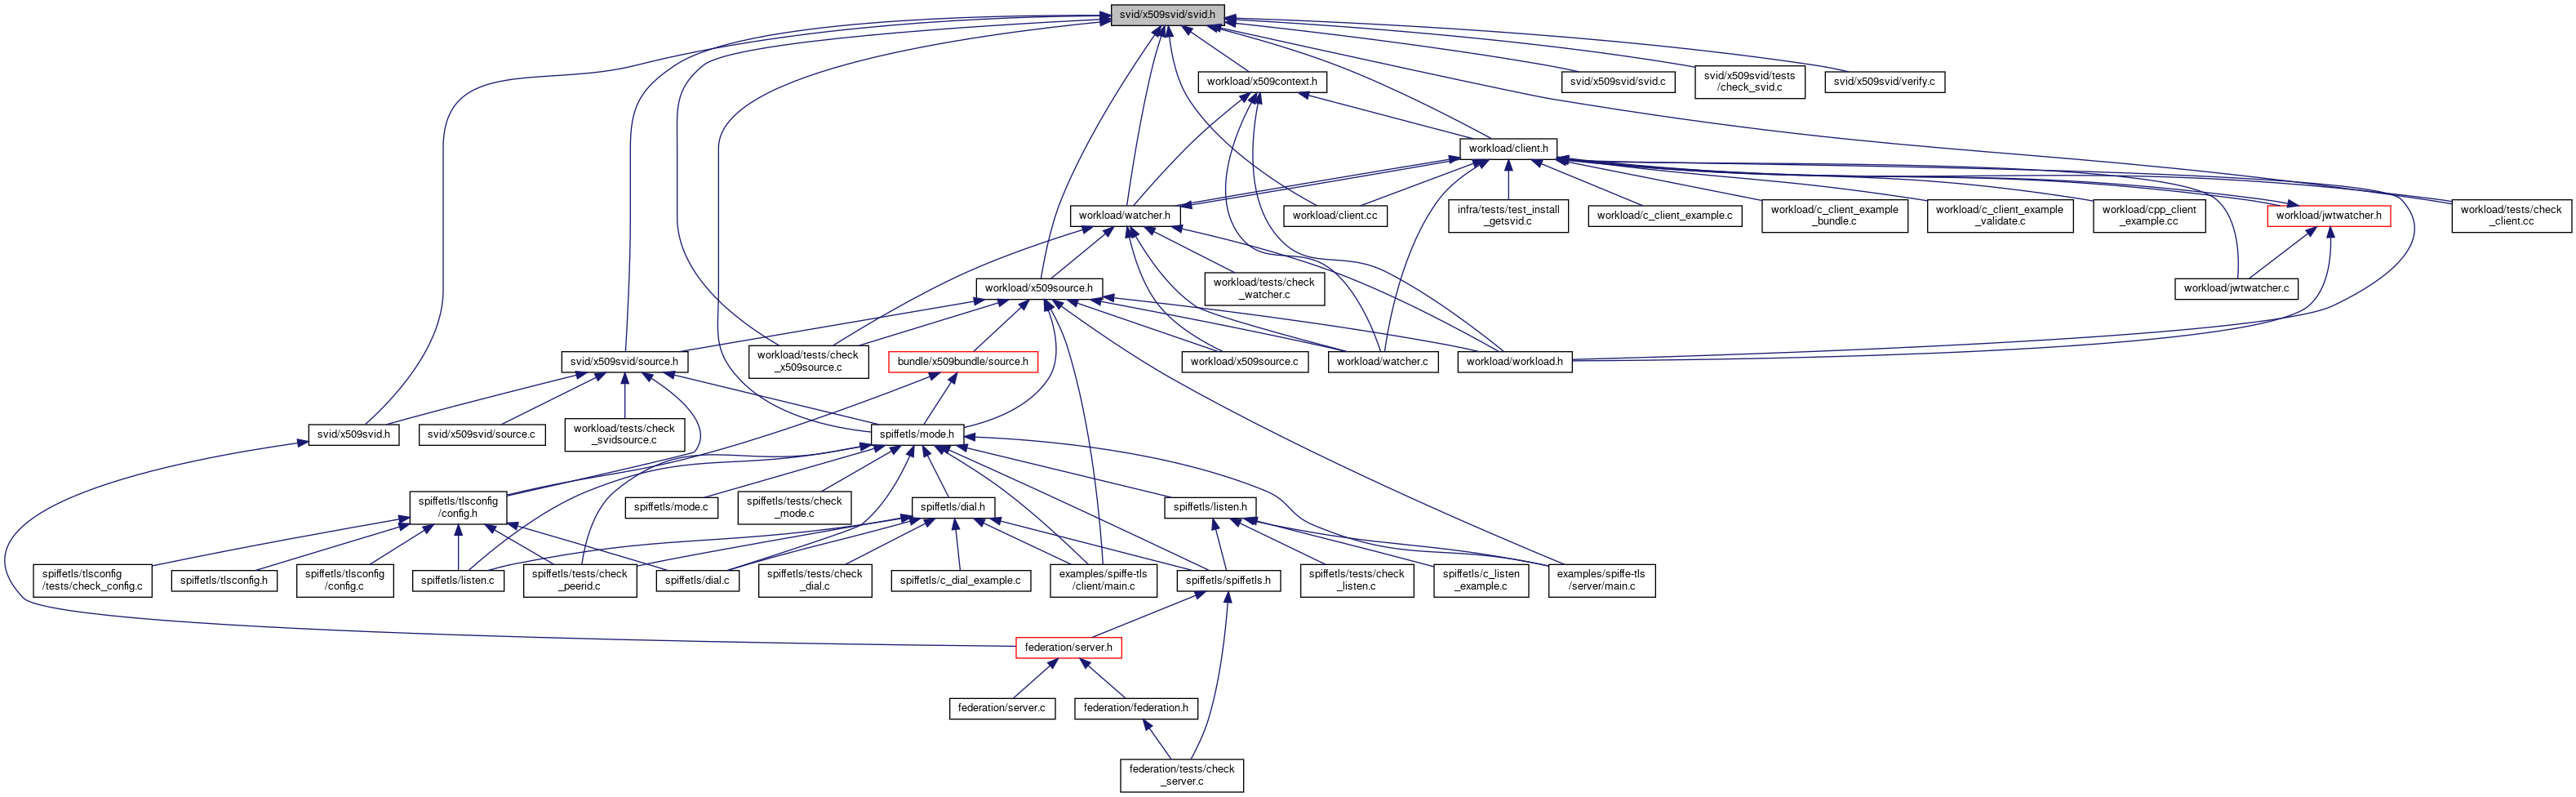 svid/x509svid/svid.h
workload/x509context.h
svid/x509svid/svid.c
svid/x509svid/tests
/check_svid.c
svid/x509svid/verify.c
workload/client.h
workload/watcher.h
workload/client.cc
infra/tests/test_install
_getsvid.c
workload/c_client_example.c
workload/c_client_example
_bundle.c
workload/c_client_example
_validate.c
workload/cpp_client
_example.cc
workload/jwtwatcher.h
workload/tests/check
_client.cc
workload/x509source.h
workload/tests/check
_watcher.c
workload/jwtwatcher.c
svid/x509svid/source.h
workload/tests/check
_x509source.c
bundle/x509bundle/source.h
workload/x509source.c
workload/watcher.c
workload/workload.h
svid/x509svid.h
svid/x509svid/source.c
workload/tests/check
_svidsource.c
spiffetls/mode.h
spiffetls/tlsconfig
/config.h
spiffetls/mode.c
spiffetls/tests/check
_mode.c
spiffetls/dial.h
spiffetls/listen.h
spiffetls/tlsconfig
/tests/check_config.c
spiffetls/tlsconfig.h
spiffetls/tlsconfig
/config.c
spiffetls/listen.c
spiffetls/tests/check
_peerid.c
spiffetls/dial.c
spiffetls/tests/check
_dial.c
spiffetls/c_dial_example.c
examples/spiffe-tls
/client/main.c
spiffetls/spiffetls.h
spiffetls/tests/check
_listen.c
spiffetls/c_listen
_example.c
examples/spiffe-tls
/server/main.c
federation/server.h
federation/server.c
federation/federation.h
federation/tests/check
_server.c